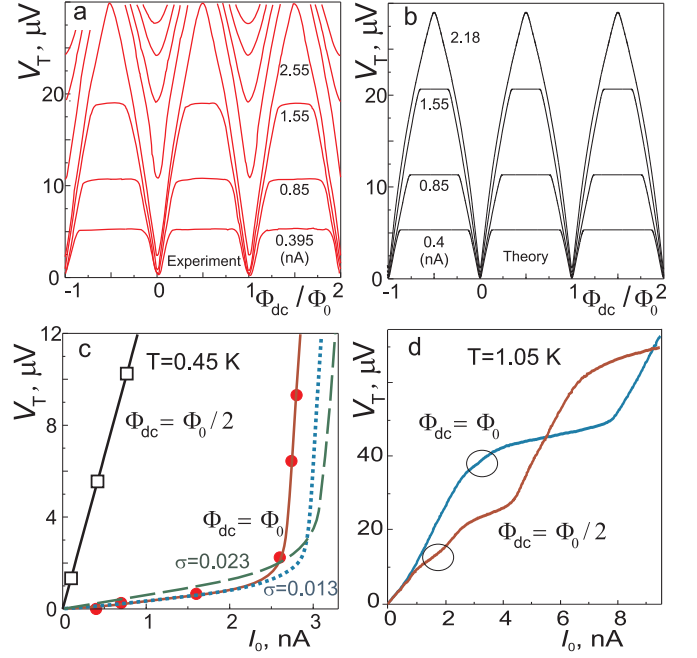 a
V_T, μV
20
10
0
2.55
1.55
0.85
0.395
(nA)
Experiment
-1
0
1
2
Φ_dc / Φ_0
b
V_T, μV
20
10
0
2.18
1.55
0.85
0.4
(nA)
Theory
-1
0
1
2
Φ_dc / Φ_0
c
V_T, μV
12
8
4
0
T=0.45 K
Φ_dc = Φ_0/2
Φ_dc = Φ_0
σ=0.023
σ=0.013
0
1
2
3
I_0, nA
d
V_T, μV
40
20
0
T=1.05 K
Φ_dc = Φ_0
Φ_dc = Φ_0/2
0
2
4
6
8
I_0, nA